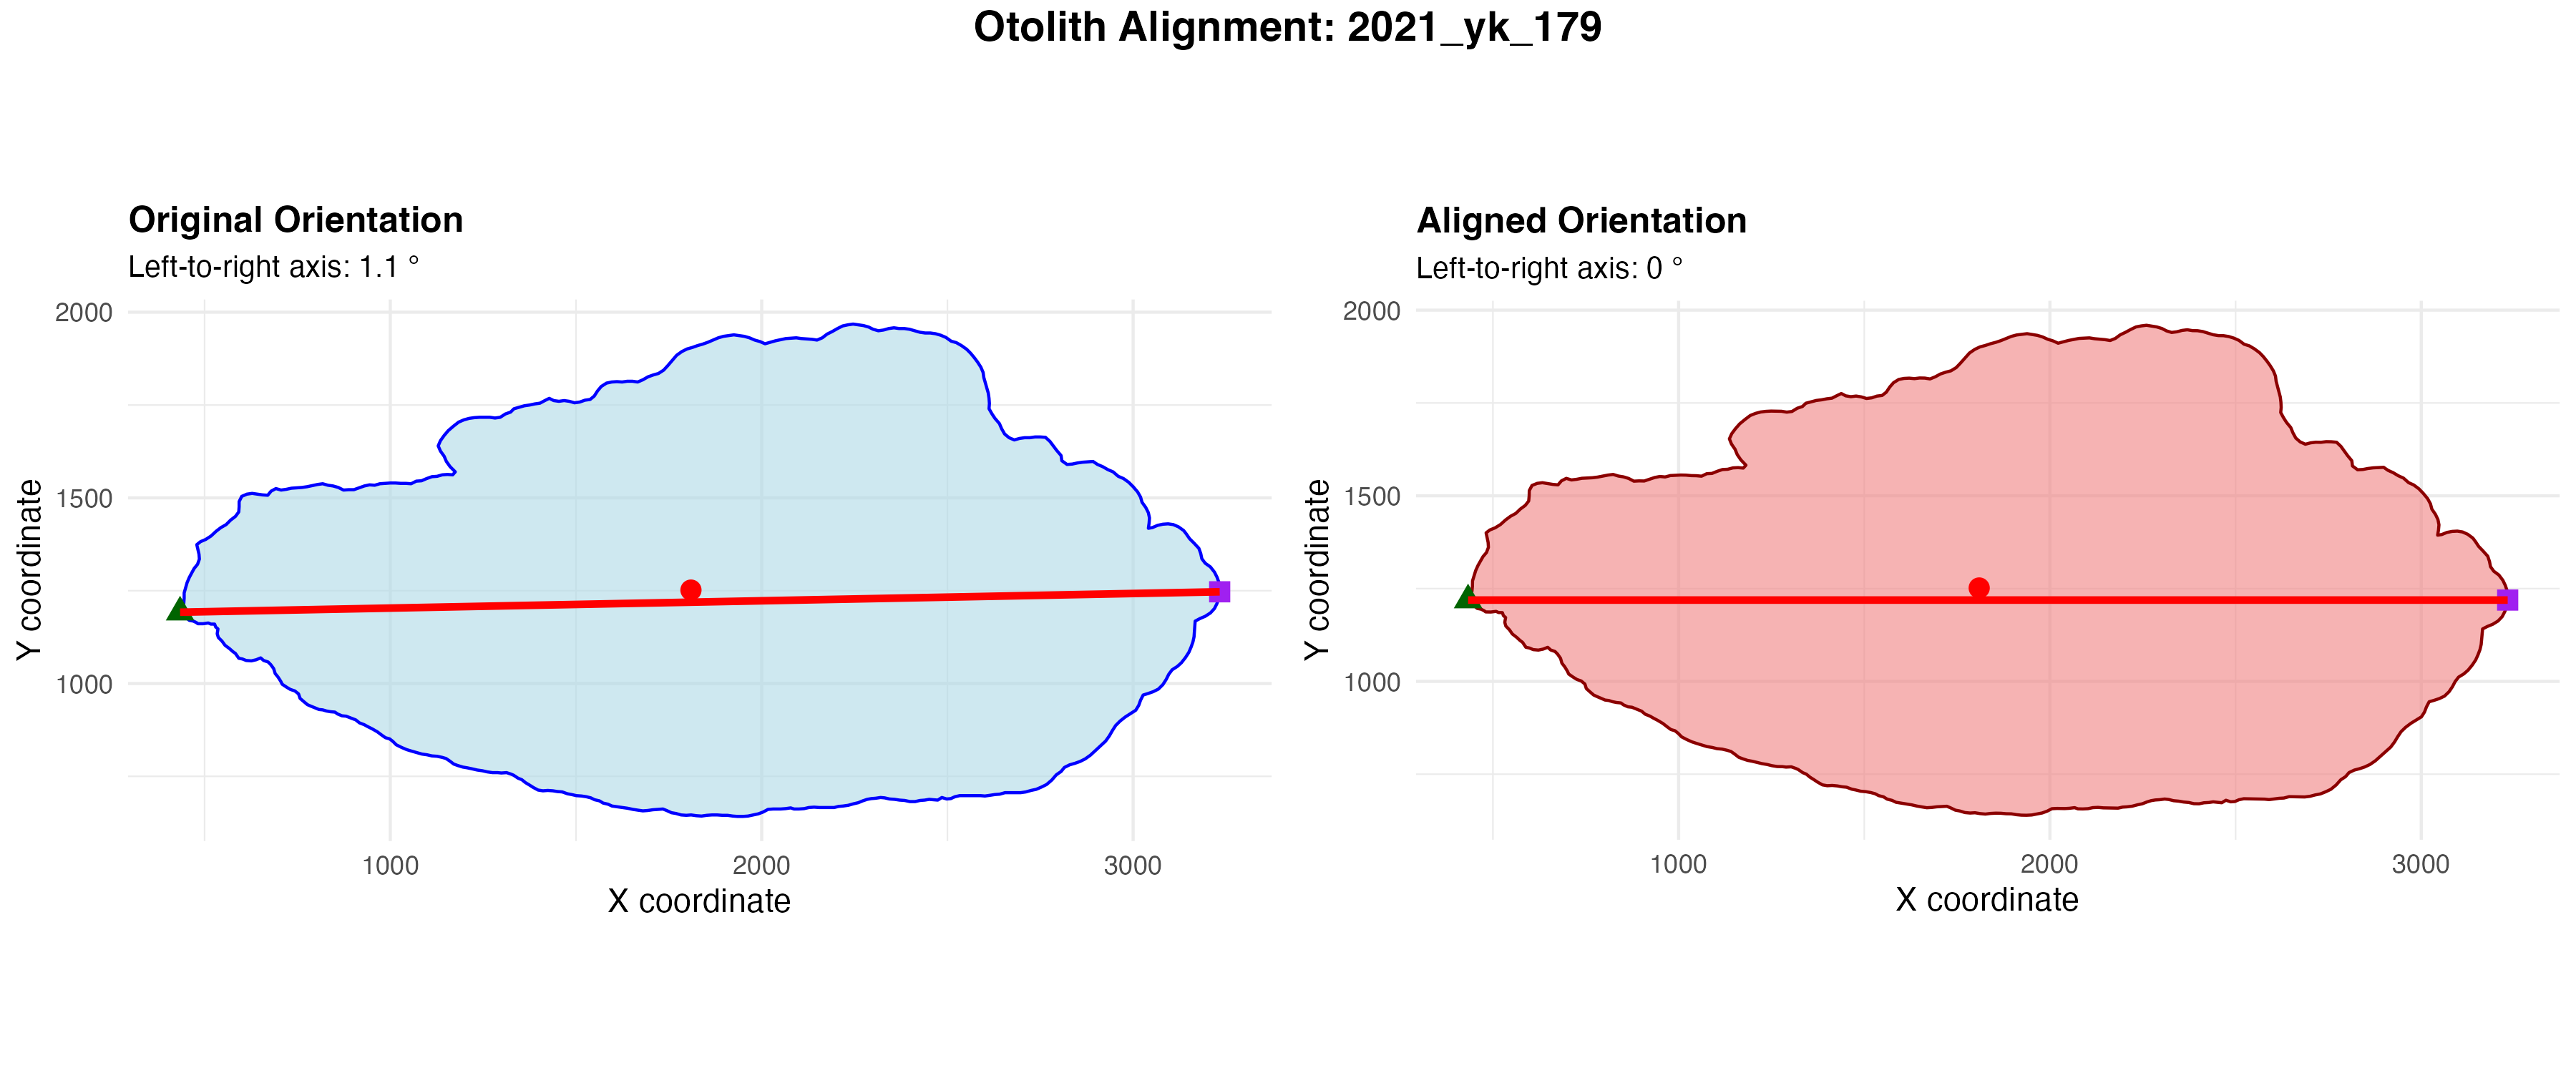 Otolith Alignment: 2021_yk_179
Original Orientation
Left-to-right axis: 1.1 °
2000
1500
1000
Y coordinate
1000 2000 3000
X coordinate
Aligned Orientation
Left-to-right axis: 0 °
2000
1500
1000
Y coordinate
1000 2000 3000
X coordinate